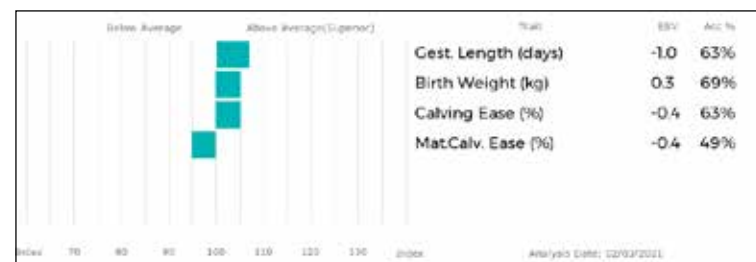 Below Average Above Average(Superior) Trait EBV Acc %
Gest. Length (days) -1.0 63%
Birth Weight (kg) 0.3 69%
Calving Ease (%) -0.4 63%
Mat.Calv. Ease (%) -0.4 49%
Index 70 80 90 100 110 120 130 Index Analysis Date: 02/03/2021